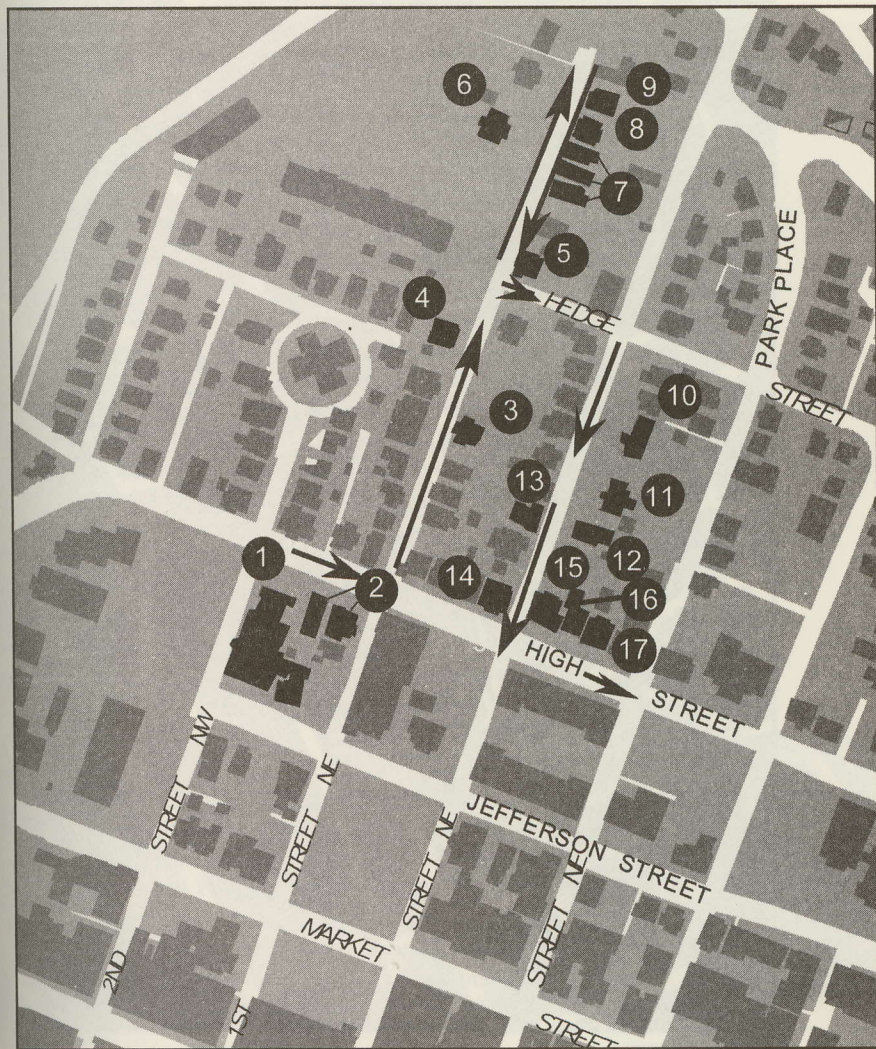 6
9
8
7
5
4
HEDGE
STREET
PARK PLACE
10
3
13
11
12
1
2
14
15
16
17
HIGH
STREET
STREET NW
STREET NE
STREET NE
JEFFERSON STREET
STREET NE
MARKET
STREET
2ND
1ST